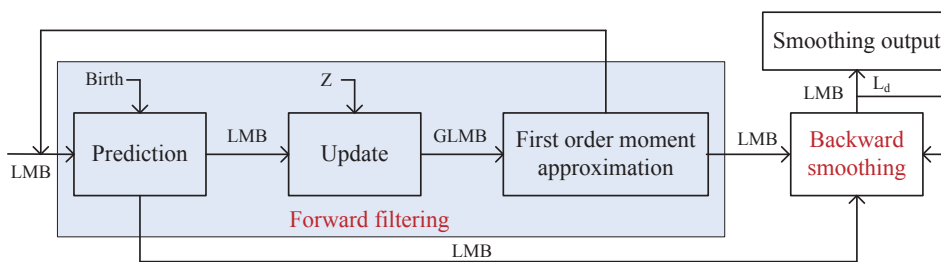 Smoothing output
Birth
Z
LMB
L_d
LMB
Prediction
LMB
Update
GLMB
First order moment
approximation
LMB
Backward
smoothing
LMB
Forward filtering